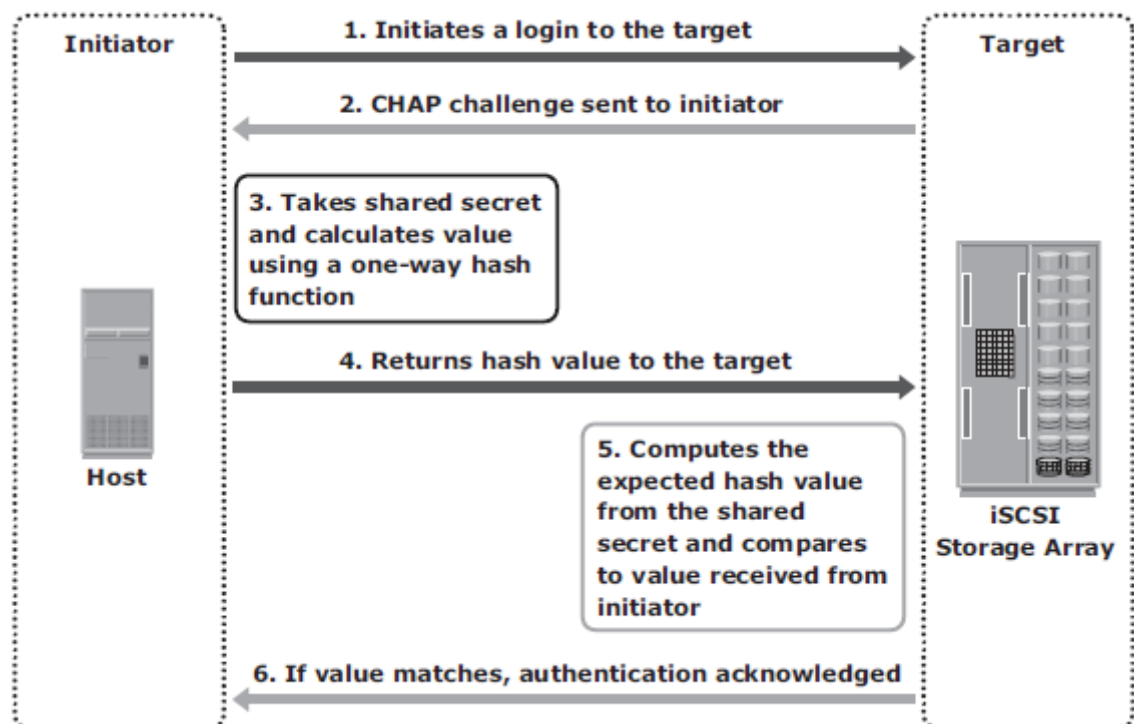 Initiator
1. Initiates a login to the target
Target
2. CHAP challenge sent to initiator
3. Takes shared secret
and calculates value
using a one-way hash
function
4. Returns hash value to the target
Host
5. Computes the
expected hash value
from the shared
secret and compares
to value received from
initiator
iSCSI
Storage Array
6. If value matches, authentication acknowledged